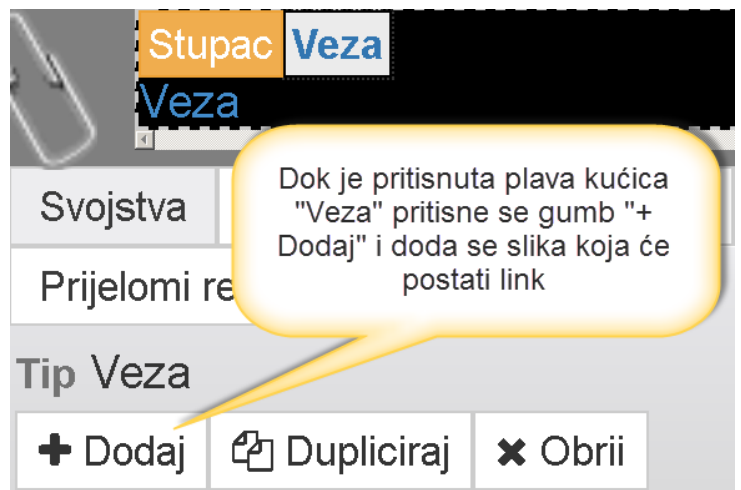 Stupac Veza
Veza
Dok je pritisnuta plava kućica
"Veza" pritisne se gumb "+
Dodaj" i doda se slika koja će
postati link
Svojstva
Prijelomi re
Tip Veza
Dodaj Dupliciraj Obrii